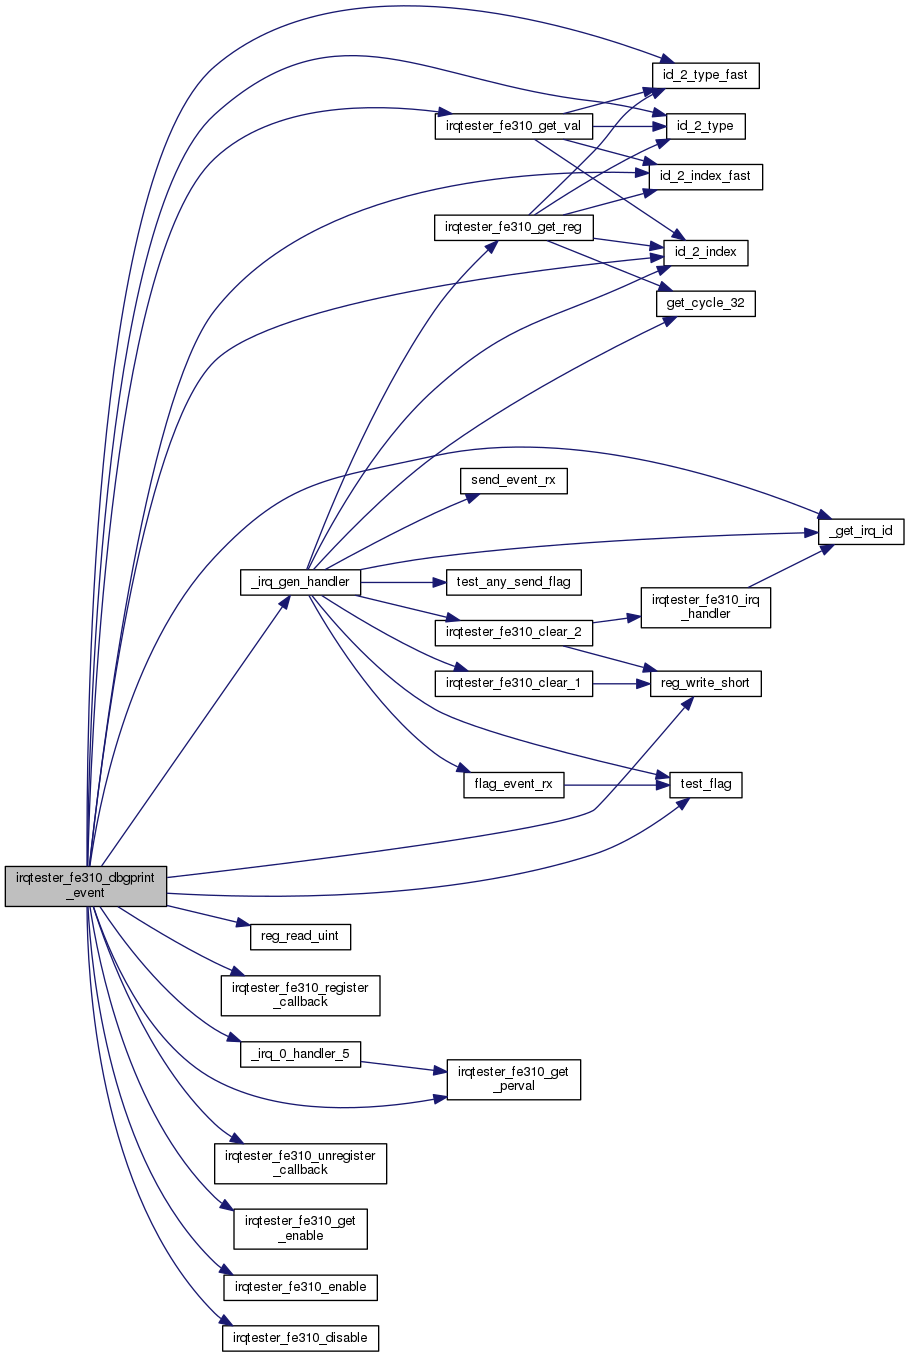 id_2_type_fast
irqtester_fe310_get_val
id_2_type
id_2_index_fast
irqtester_fe310_get_reg
id_2_index
get_cycle_32
send_event_rx
_get_irq_id
_irq_gen_handler
test_any_send_flag
irqtester_fe310_irq
_handler
irqtester_fe310_clear_2
irqtester_fe310_clear_1
reg_write_short
flag_event_rx
test_flag
irqtester_fe310_dbgprint
_event
reg_read_uint
irqtester_fe310_register
_callback
_irq_0_handler_5
irqtester_fe310_get
_perval
irqtester_fe310_unregister
_callback
irqtester_fe310_get
_enable
irqtester_fe310_enable
irqtester_fe310_disable